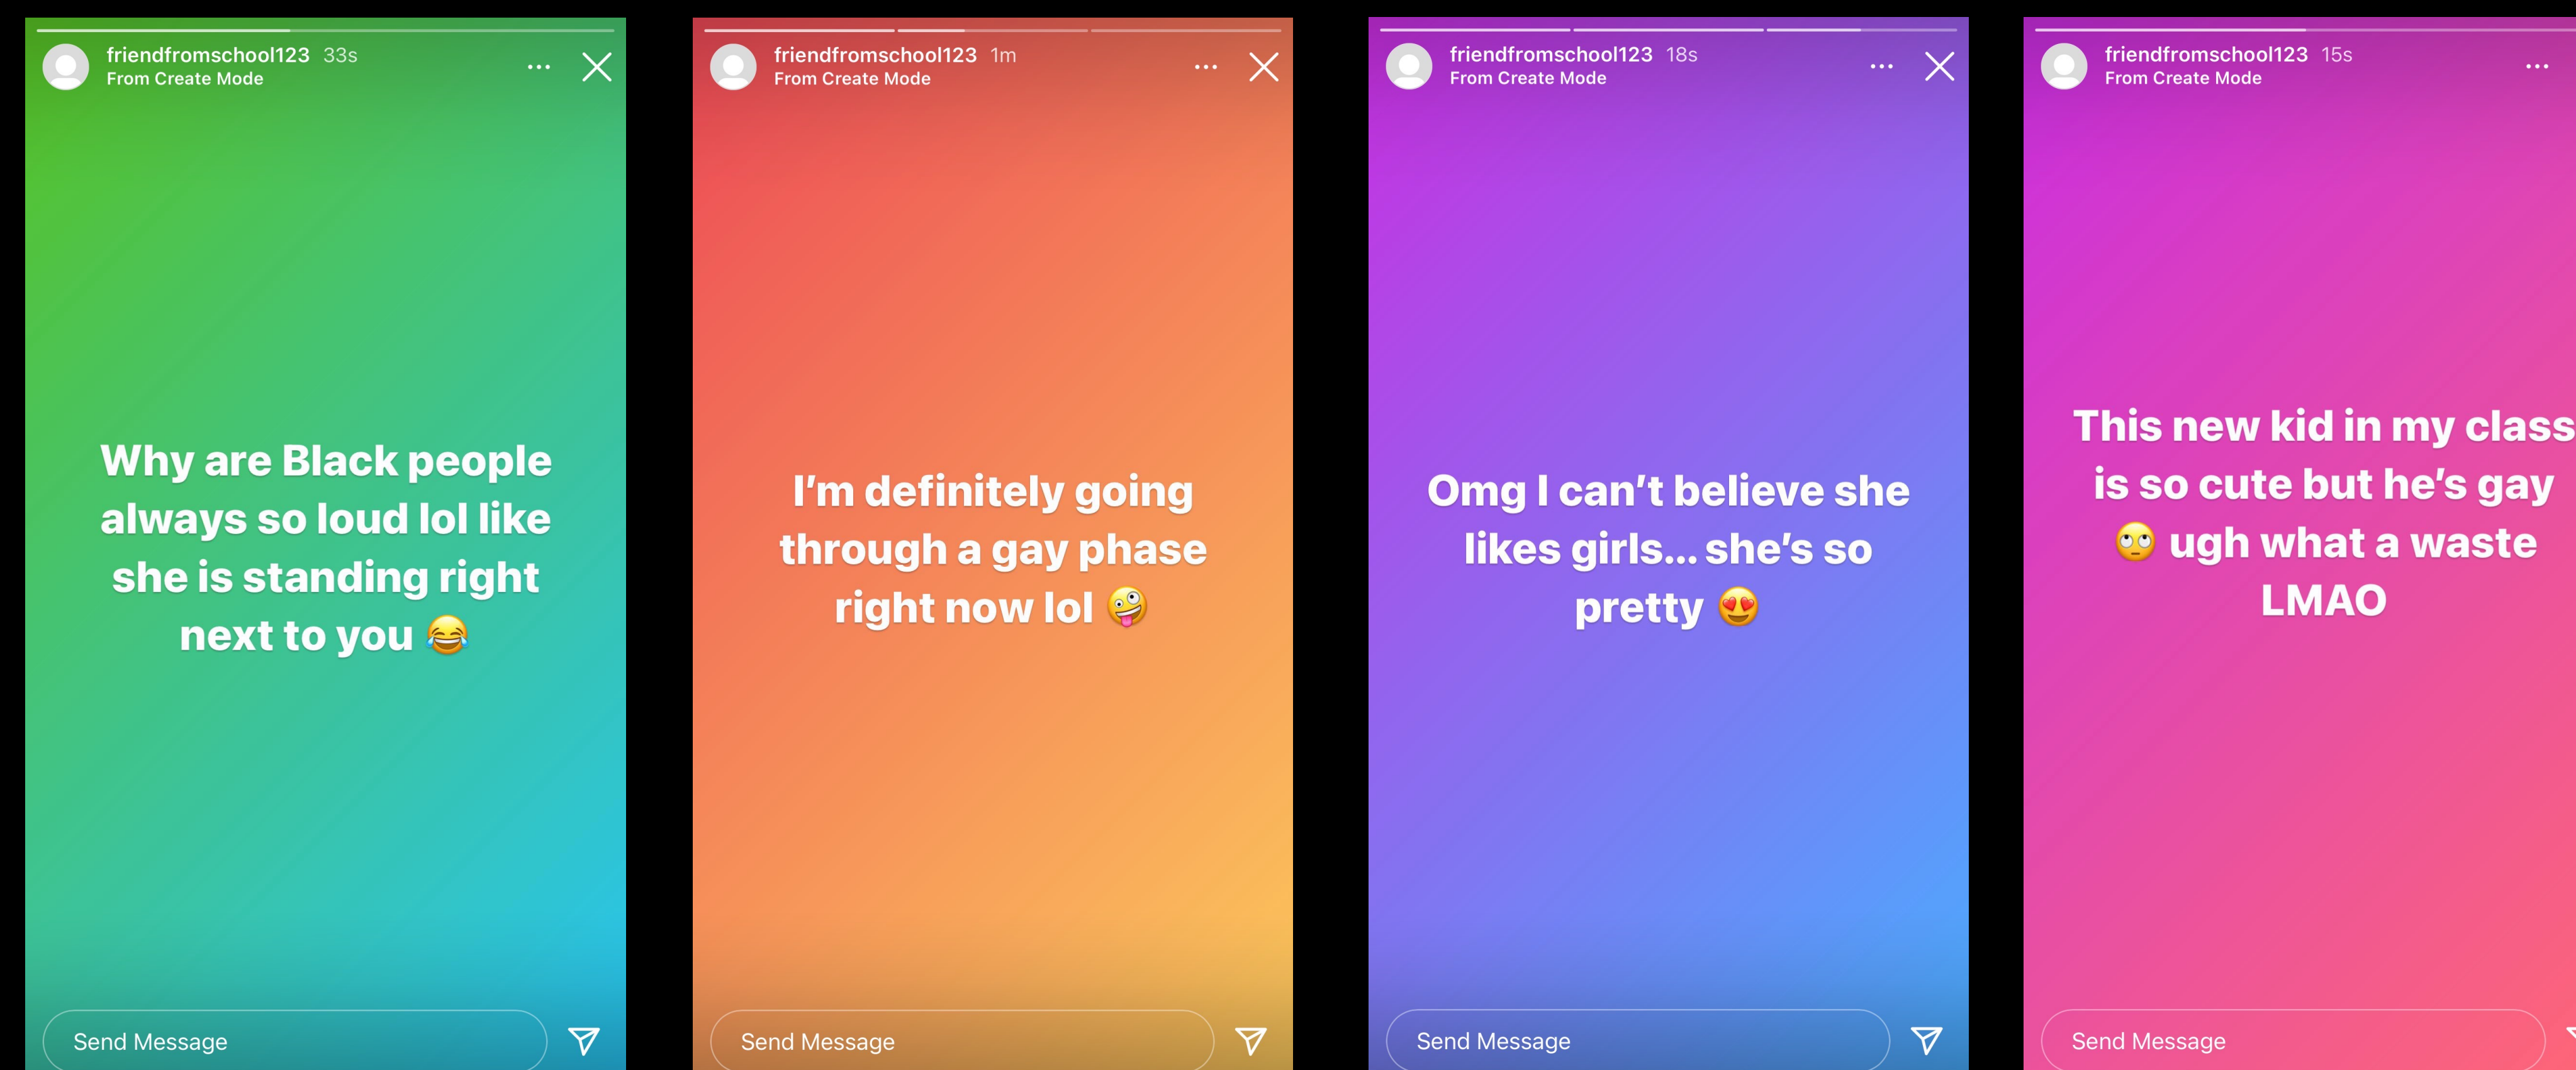 friendfromschool123 33s
From Create Mode
Why are Black people
always so loud lol like
she is standing right
next to you 😂
Send Message
friendfromschool123 1m
From Create Mode
I'm definitely going
through a gay phase
right now lol 🤪
Send Message
friendfromschool123 18s
From Create Mode
Omg I can't believe she
likes girls... she's so
pretty 😍
Send Message
friendfromschool123 15s
From Create Mode
This new kid in my class
is so cute but he's gay
🙄 ugh what a waste
LMAO
Send Message